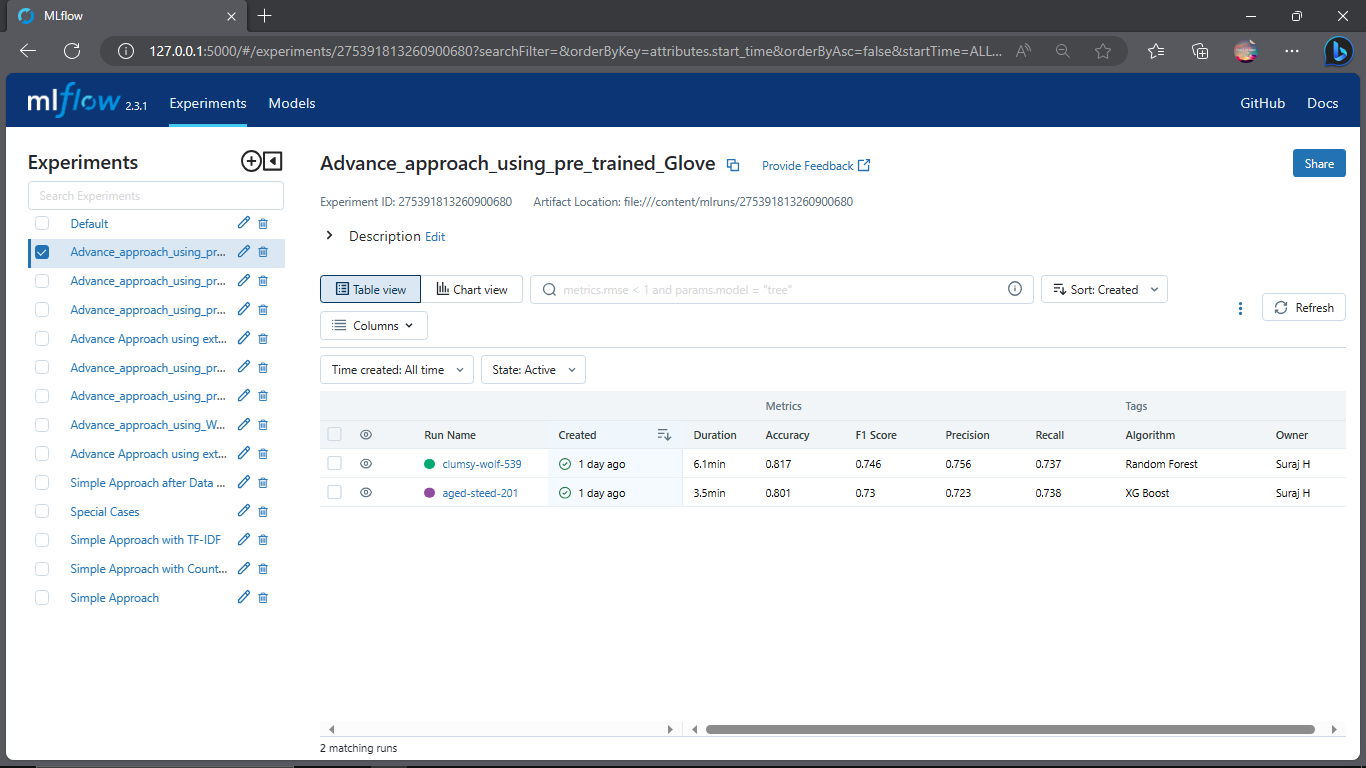 MLflow
127.0.0.1:5000/#/experiments/275391813260900680?searchFilter=&orderByKey=attributes.start_time&orderByAsc=false&startTime=ALL...
mlflow 2.3.1 Experiments Models GitHub Docs
Experiments
Search Experiments
Default
Advance_approach_using_pr...
Advance_approach_using_pr...
Advance_approach_using_pr...
Advance Approach using ext...
Advance_approach_using_pr...
Advance_approach_using_pr...
Advance_approach_using_W...
Advance Approach using ext...
Simple Approach after Data ...
Special Cases
Simple Approach with TF-IDF
Simple Approach with Count...
Simple Approach
Advance_approach_using_pre_trained_Glove Provide Feedback Share
Experiment ID: 275391813260900680 Artifact Location: file:///content/mlruns/275391813260900680
Description Edit
Table view Chart view metrics.rmse < 1 and params.model = "tree" Sort: Created
Refresh
Columns
Time created: All time State: Active
Metrics Tags
Run Name Created Duration Accuracy F1 Score Precision Recall Algorithm Owner
clumsy-wolf-539 1 day ago 6.1min 0.817 0.746 0.756 0.737 Random Forest Suraj H
aged-steed-201 1 day ago 3.5min 0.801 0.73 0.723 0.738 XG Boost Suraj H
2 matching runs